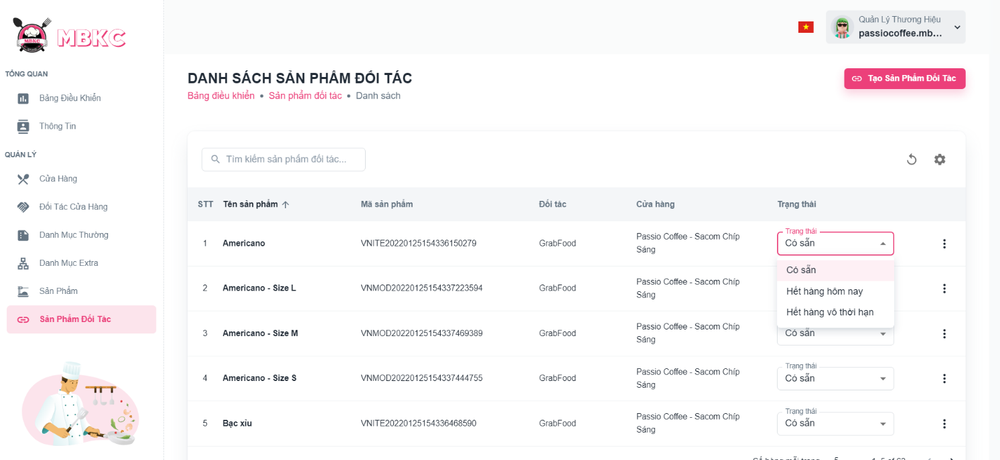 MBKC
MBKC
Quản Lý Thương Hiệu
passiocoffee.mb...
TỔNG QUAN
Bảng Điều Khiển
Thông Tin
QUẢN LÝ
Cửa Hàng
Đối Tác Cửa Hàng
Danh Mục Thường
Danh Mục Extra
Sản Phẩm
Sản Phẩm Đối Tác
DANH SÁCH SẢN PHẨM ĐỐI TÁC
Tạo Sản Phẩm Đối Tác
Bảng điều khiển • Sản phẩm đối tác • Danh sách
Tìm kiếm sản phẩm đối tác...
STT Tên sản phẩm Mã sản phẩm Đối tác Cửa hàng Trạng thái
1 Americano VNITE20220125154336150279 GrabFood Passio Coffee - Sacom Chíp
Sáng
Trạng thái
Có sẵn
Có sẵn
Hết hàng hôm nay
Hết hàng vô thời hạn
2 Americano - Size L VNMOD20220125154337223594 GrabFood Passio Coffee - Sacom Chíp
Sáng
3 Americano - Size M VNMOD20220125154337469389 GrabFood Passio Coffee - Sacom Chíp
Sáng
Có sẵn
4 Americano - Size S VNMOD20220125154337444755 GrabFood Passio Coffee - Sacom Chíp
Sáng
Trạng thái
Có sẵn
5 Bạc xỉu VNITE20220125154336468590 GrabFood Passio Coffee - Sacom Chíp
Sáng
Trạng thái
Có sẵn